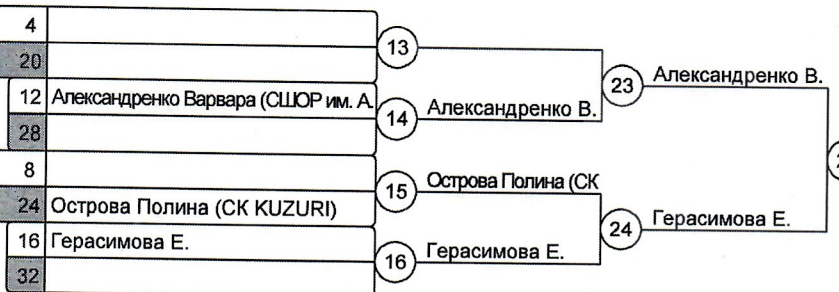 4
20
13
12 Александренко Варвара (СШОР им. А.
28
14
Александренко В.
23
Александренко В.
8
24 Острова Полина (СК KUZURI)
15
Острова Полина (СК
16 Герасимова Е.
32
16
Герасимова Е.
24
Герасимова Е.